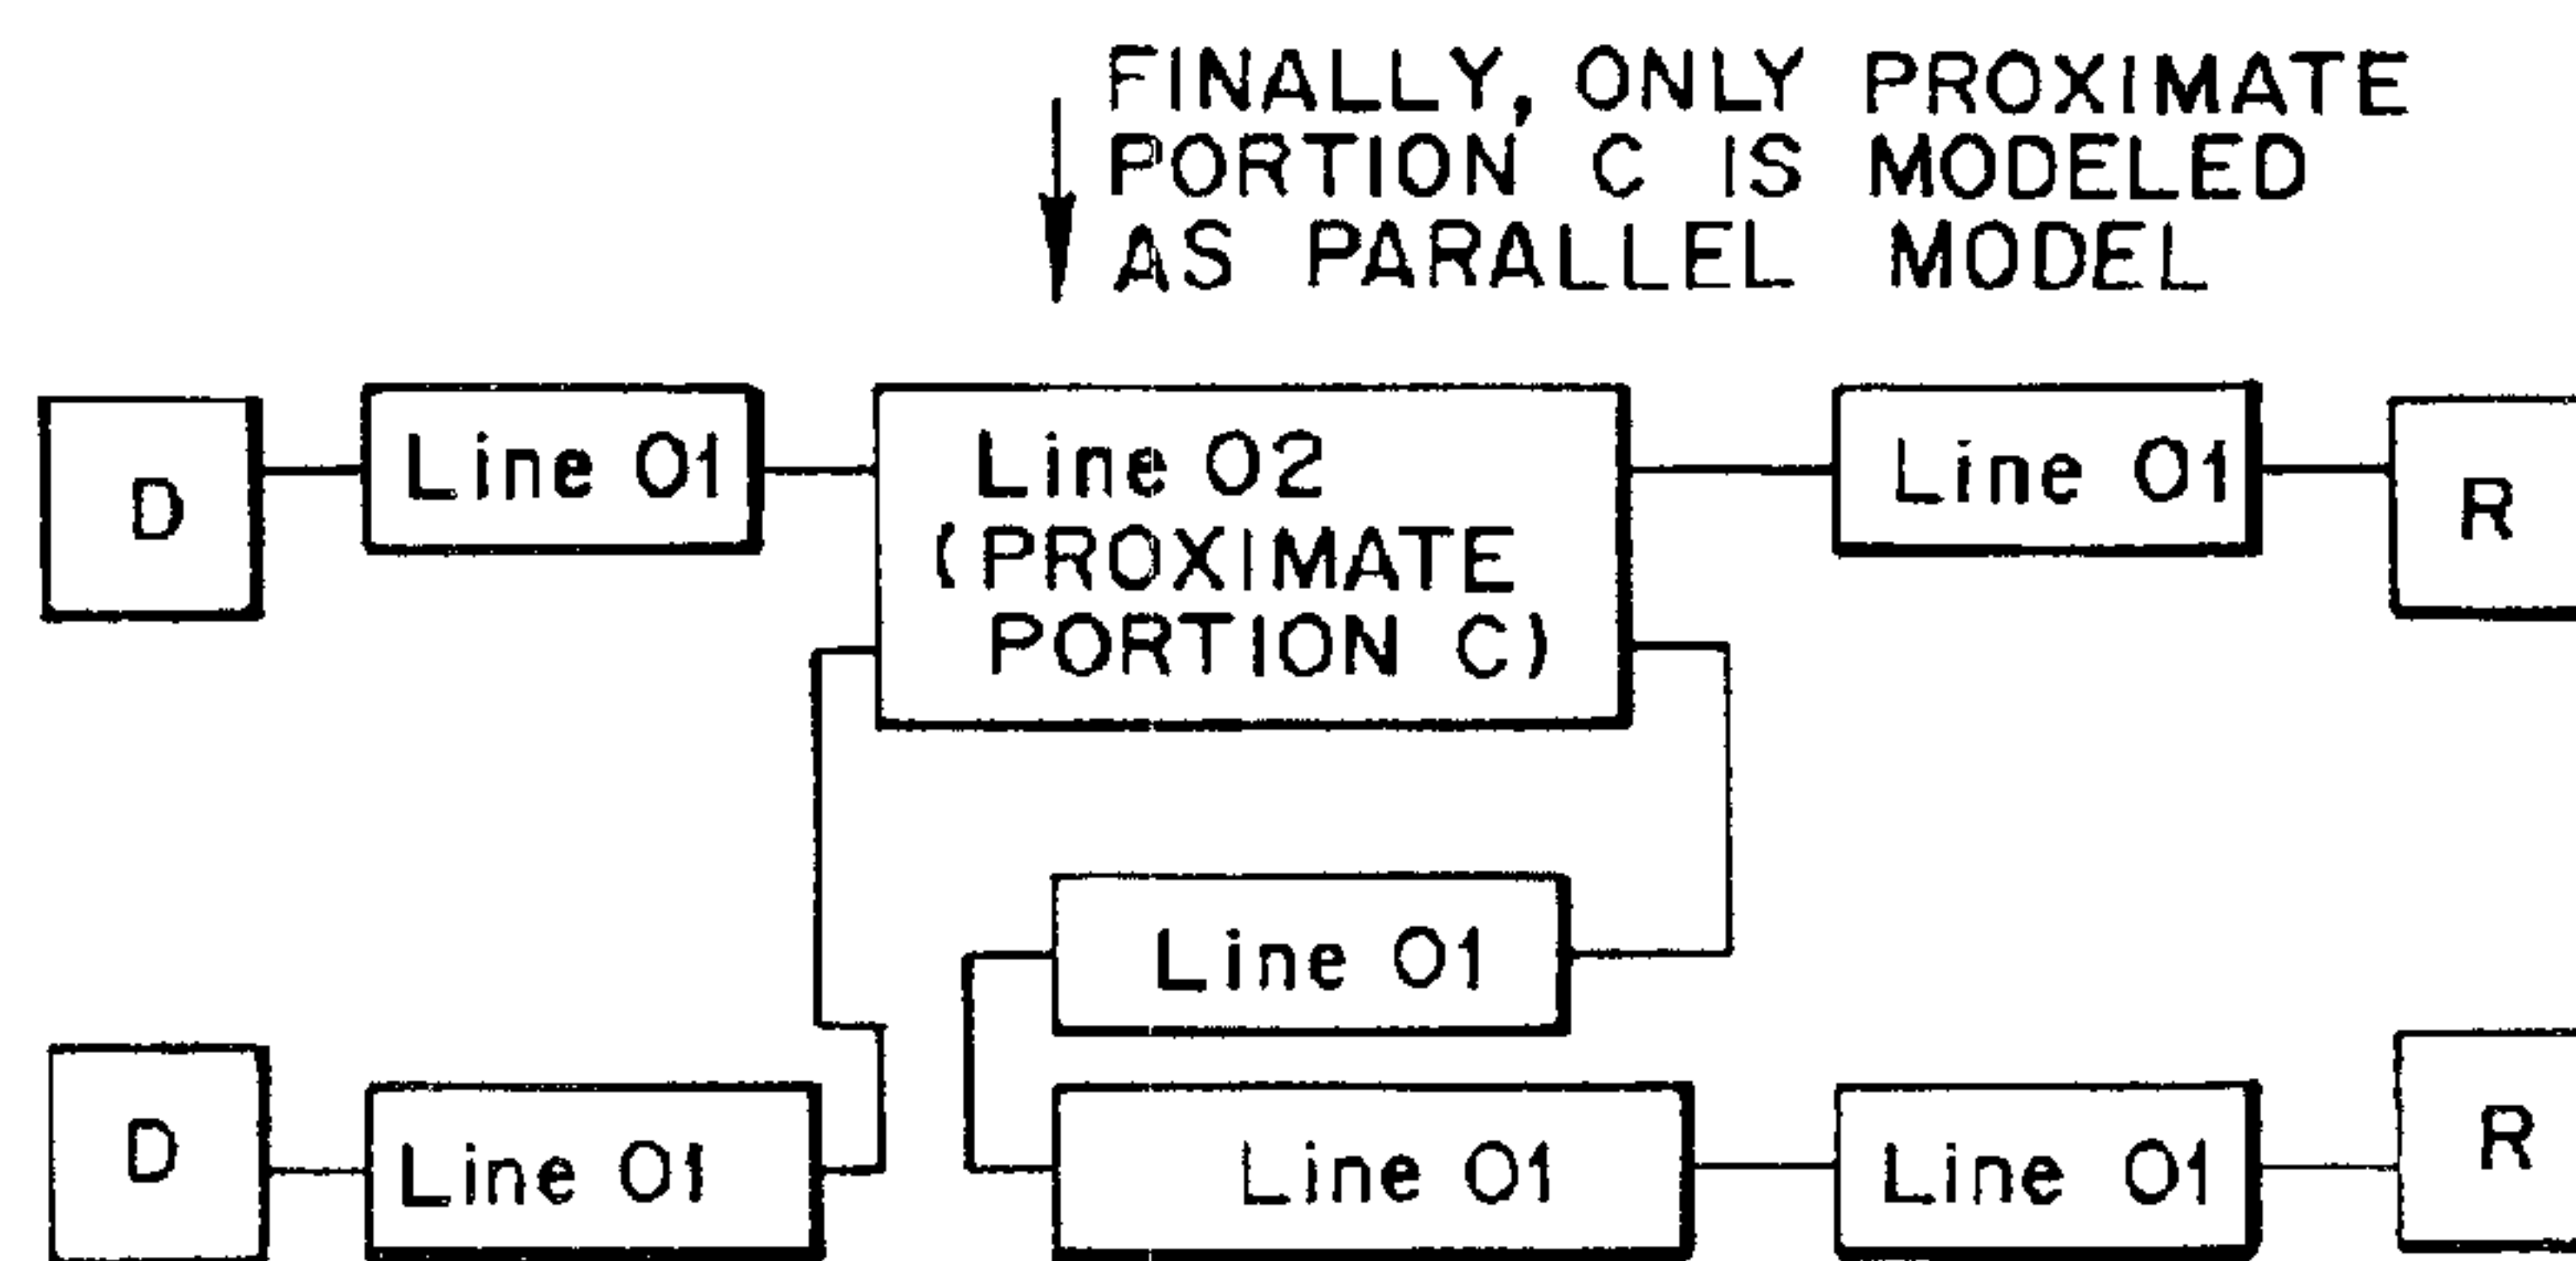 FINALLY, ONLY PROXIMATE
PORTION C IS MODELED
AS PARALLEL MODEL
D
Line 01
Line 02
(PROXIMATE
PORTION C)
Line 01
R
Line 01
D
Line 01
Line 01
Line 01
R